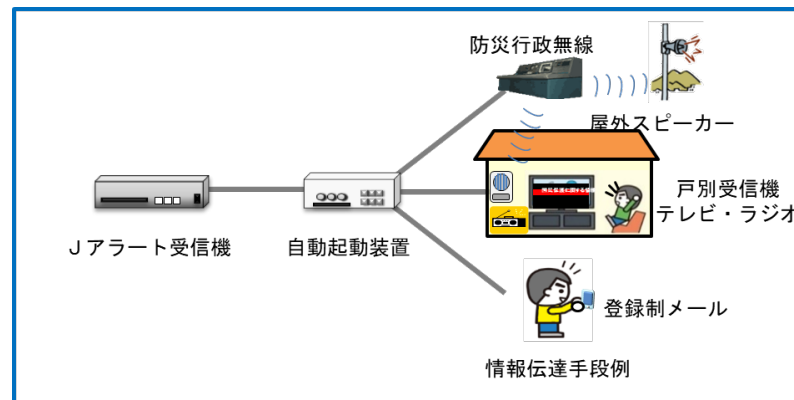 防災行政無線
屋外スピーカー
戸別受信機
テレビ・ラジオ
Jアラート受信機
自動起動装置
登録制メール
情報伝達手段例